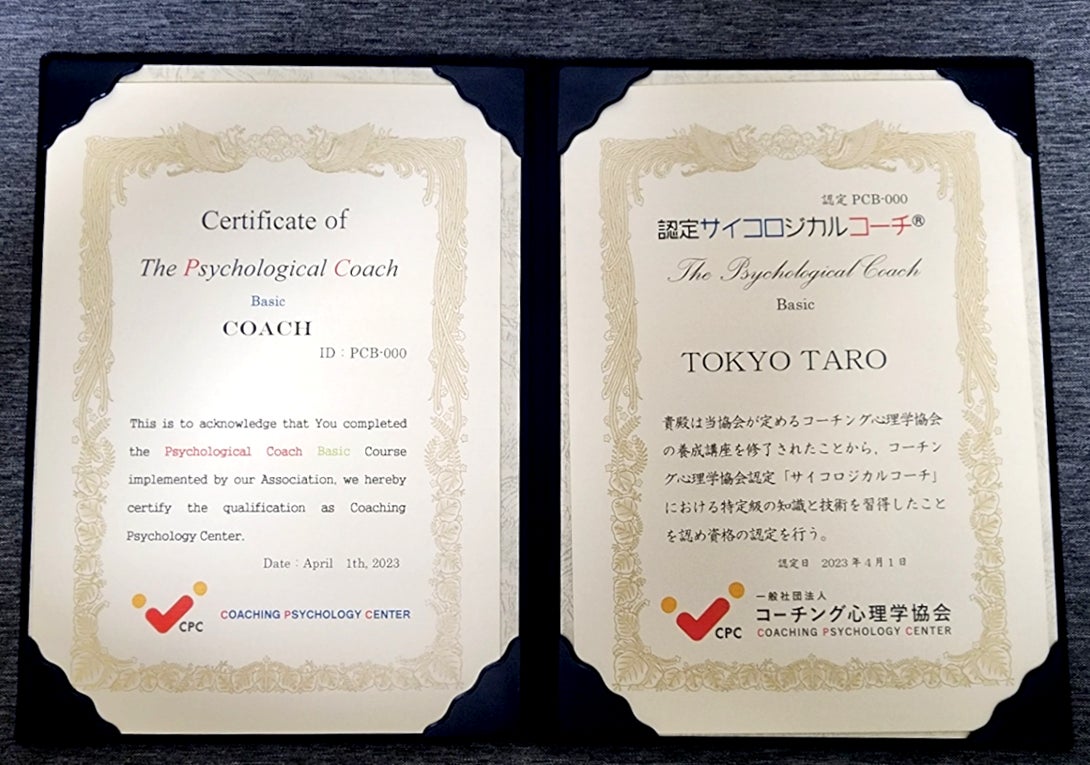 Certificate of
The Psychological Coach
Basic
COACH
ID : PCB-000
This is to acknowledge that You completed
the Psychological Coach Basic Course
implemented by our Association, we hereby
certify the qualification as Coaching
Psychology Center.
Date : April 1th, 2023
CPC
COACHING PSYCHOLOGY CENTER
認定 PCB-000
認定サイコロジカルコーチ®
The Psychological Coach
Basic
TOKYO TARO
貴殿は当協会が定めるコーチング心理学協会
の養成講座を修了されたことから、コーチン
グ心理学協会認定「サイコロジカルコーチ」
における特定級の知識と技術を習得したこと
を認め資格の認定を行う。
認定日 2023年4月1日
CPC
一般社団法人
コーチング心理学協会
COACHING PSYCHOLOGY CENTER